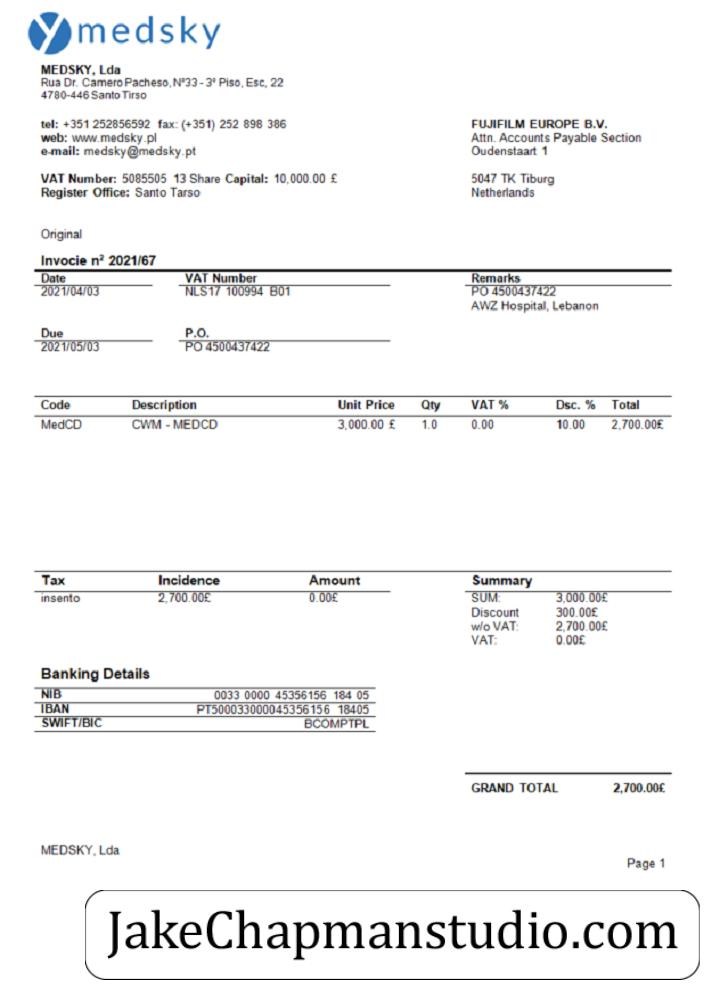 medsky
MEDSKY, Lda
Rua Dr. Camero Pacheso, Nº33 - 3º Piso, Esc, 22
4780-446 Santo Tirso
tel: +351 252856592 fax: (+351) 252 898 386
web: www.medsky.pl
e-mail: medsky@medsky.pt
VAT Number: 5085505 13 Share Capital: 10,000.00 £
Register Office: Santo Tarso
FUJIFILM EUROPE B.V.
Attn. Accounts Payable Section
Oudenstaart 1
5047 TK Tiburg
Netherlands
Original
Invocie nº 2021/67
Date VAT Number Remarks
2021/04/03 NLS17 100994 B01 PO 4500437422
AWZ Hospital, Lebanon
Due P.O.
2021/05/03 PO 4500437422
Code Description Unit Price Qty VAT % Dsc. % Total
MedCD CWM - MEDCD 3,000.00 £ 1.0 0.00 10.00 2,700.00£
Tax Incidence Amount Summary
insento 2,700.00£ 0.00£ SUM: 3,000.00£
Discount 300.00£
w/o VAT: 2,700.00£
VAT: 0.00£
Banking Details
NIB 0033 0000 45356156 184 05
IBAN PT500033000045356156 18405
SWIFT/BIC BCOMPTPL
GRAND TOTAL 2,700.00£
MEDSKY, Lda
Page 1
JakeChapmanstudio.com